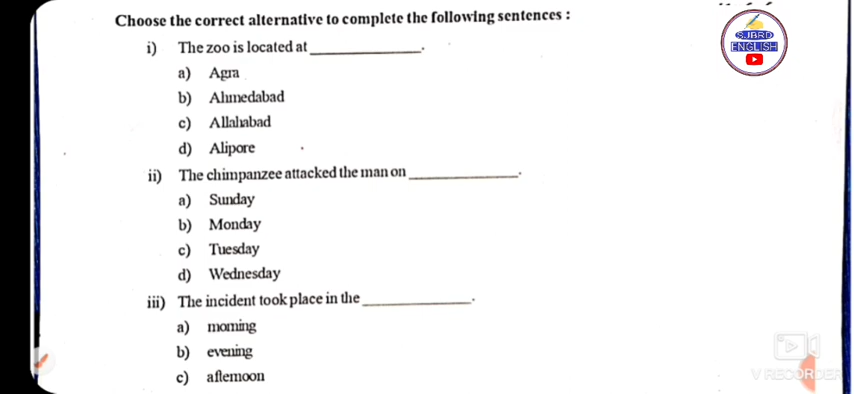 Choose the correct alternative to complete the following sentences :
i) The zoo is located at ____________.
a) Agra
b) Ahmedabad
c) Allahabad
d) Alipore
ii) The chimpanzee attacked the man on ____________.
a) Sunday
b) Monday
c) Tuesday
d) Wednesday
iii) The incident took place in the ____________.
a) morning
b) evening
c) afternoon
SJBRD
ENGLISH
V RECORDER